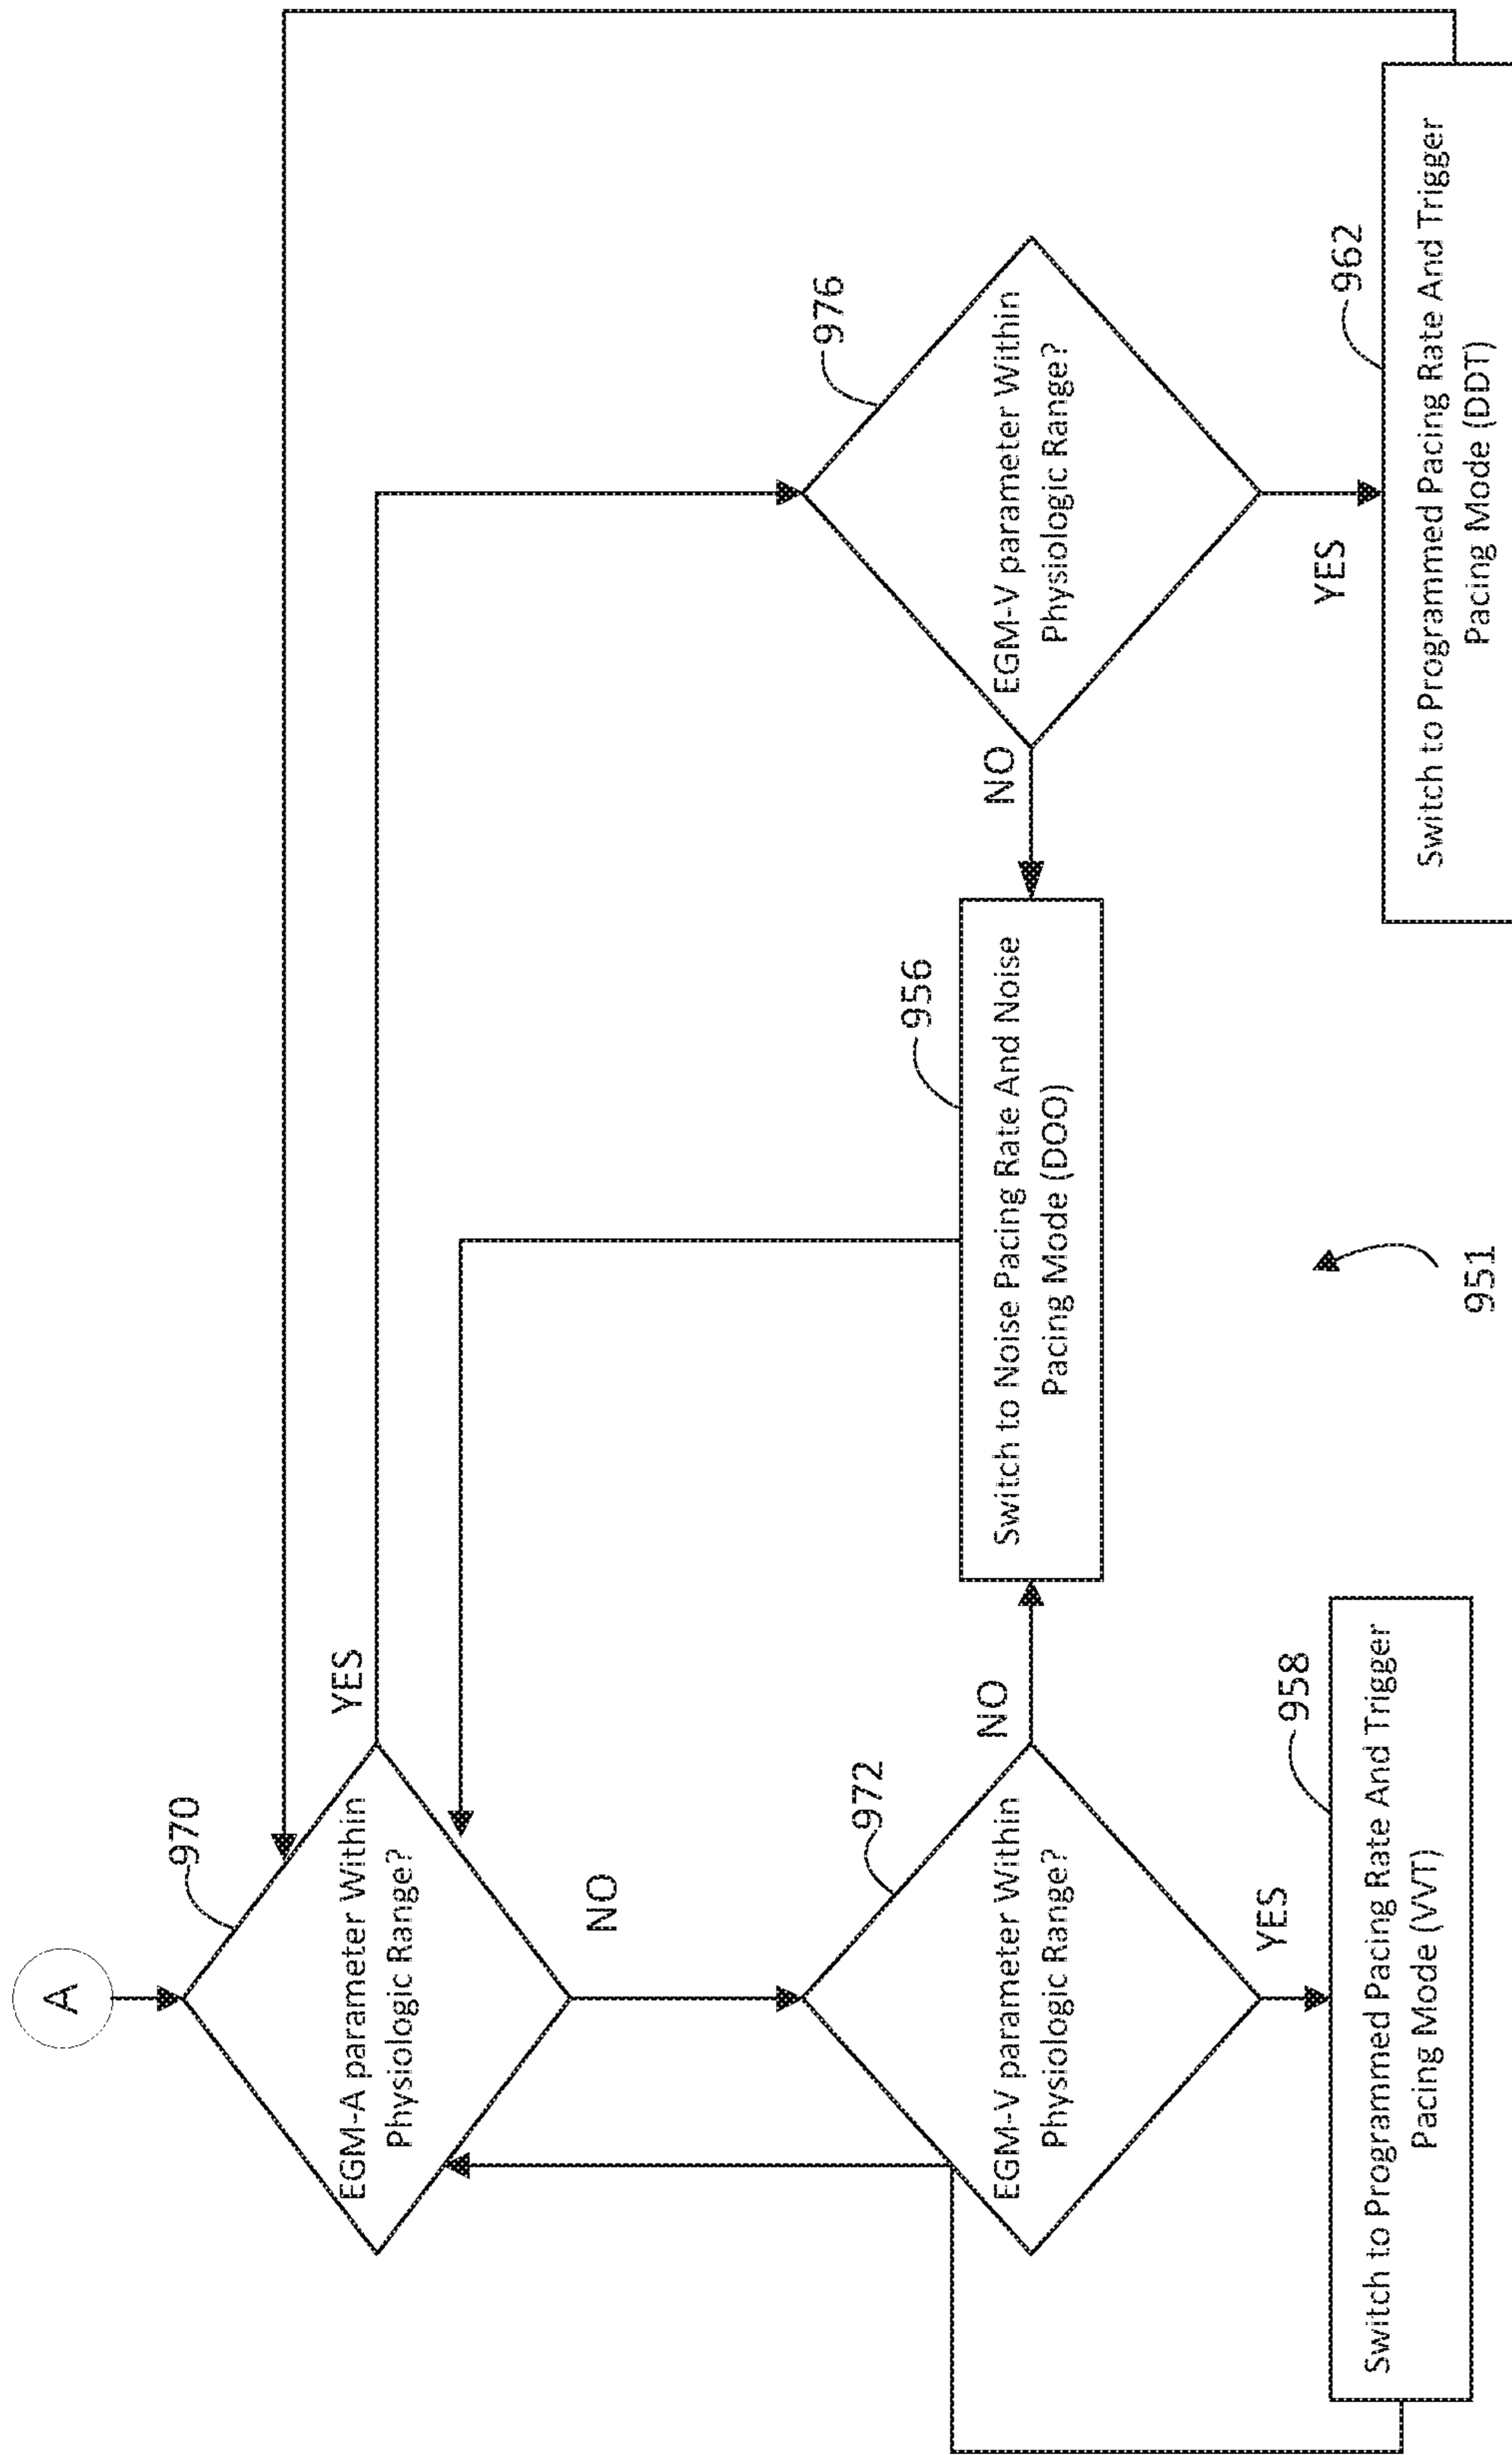 A
970
EGM-A parameter Within
Physiologic Range?
YES
NO
972
EGM-V parameter Within
Physiologic Range?
NO
YES
958
Switch to Programmed Pacing Rate And Trigger
Pacing Mode (VVT)
956
Switch to Noise Pacing Rate And Noise
Pacing Mode (DOO)
976
EGM-V parameter Within
Physiologic Range?
NO
YES
962
Switch to Programmed Pacing Rate And Trigger
Pacing Mode (DDT)
951